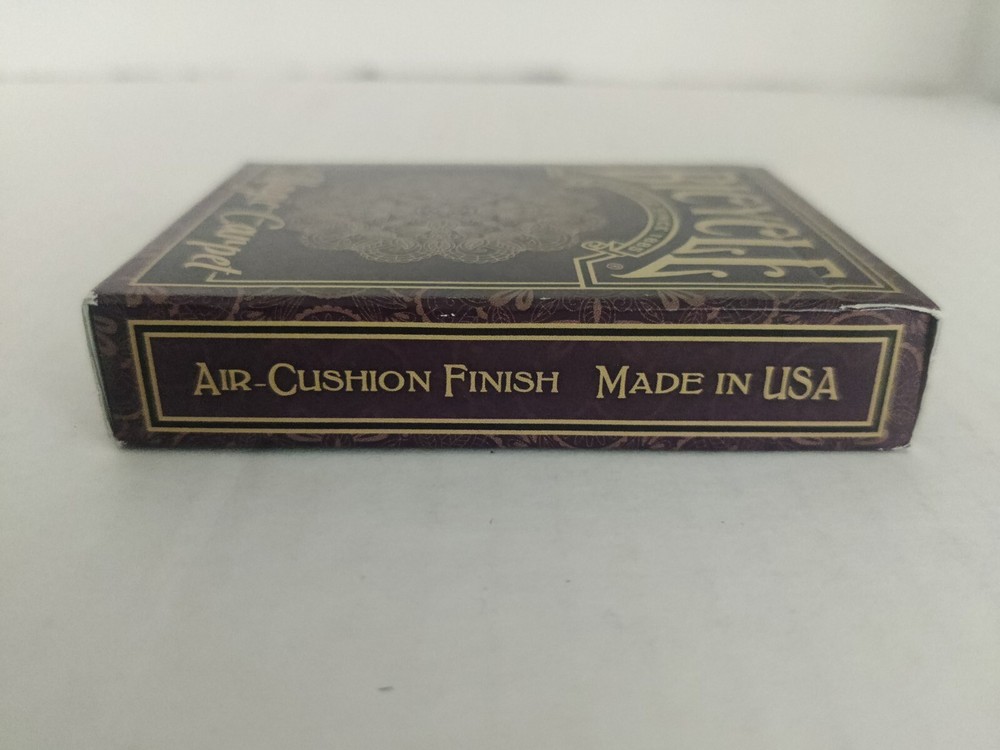 BICYCLE
®
Carpet
AIR-CUSHION FINISH MADE IN USA